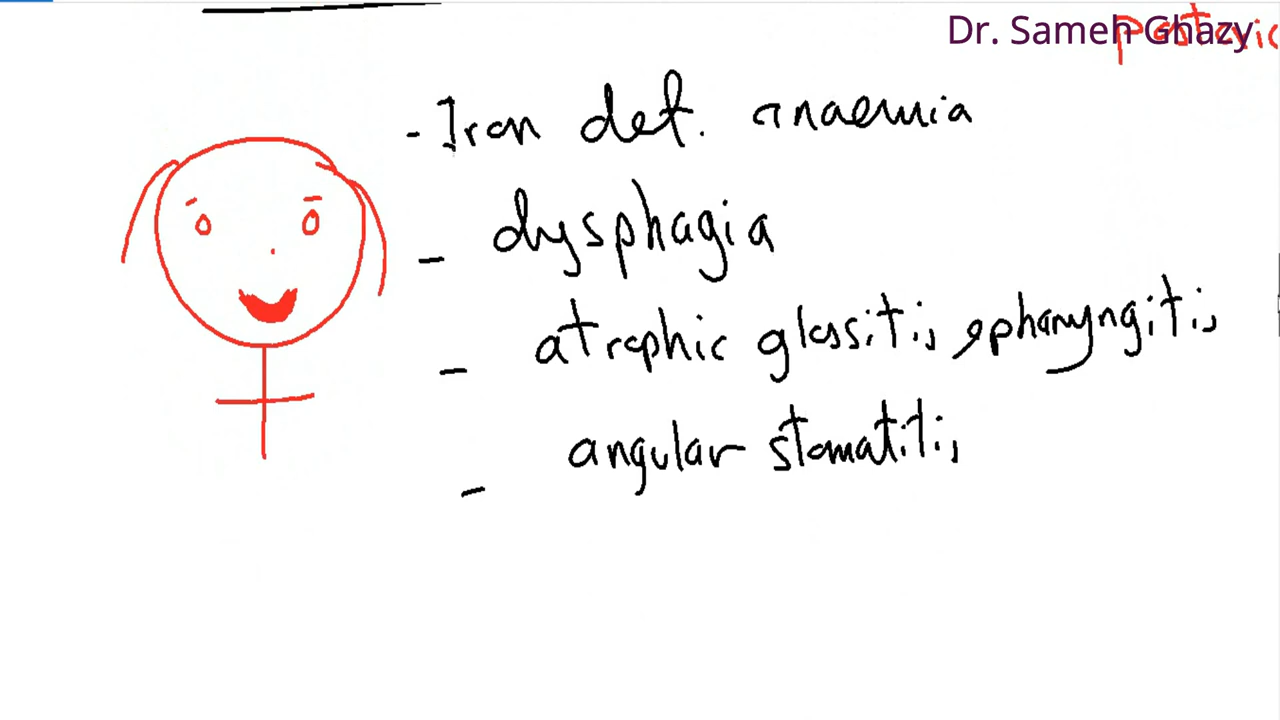 Dr. Sameh Ghazy
- Iron def. anaemia
- dysphagia
- atrophic glossitis, pharyngitis
- angular stomatitis